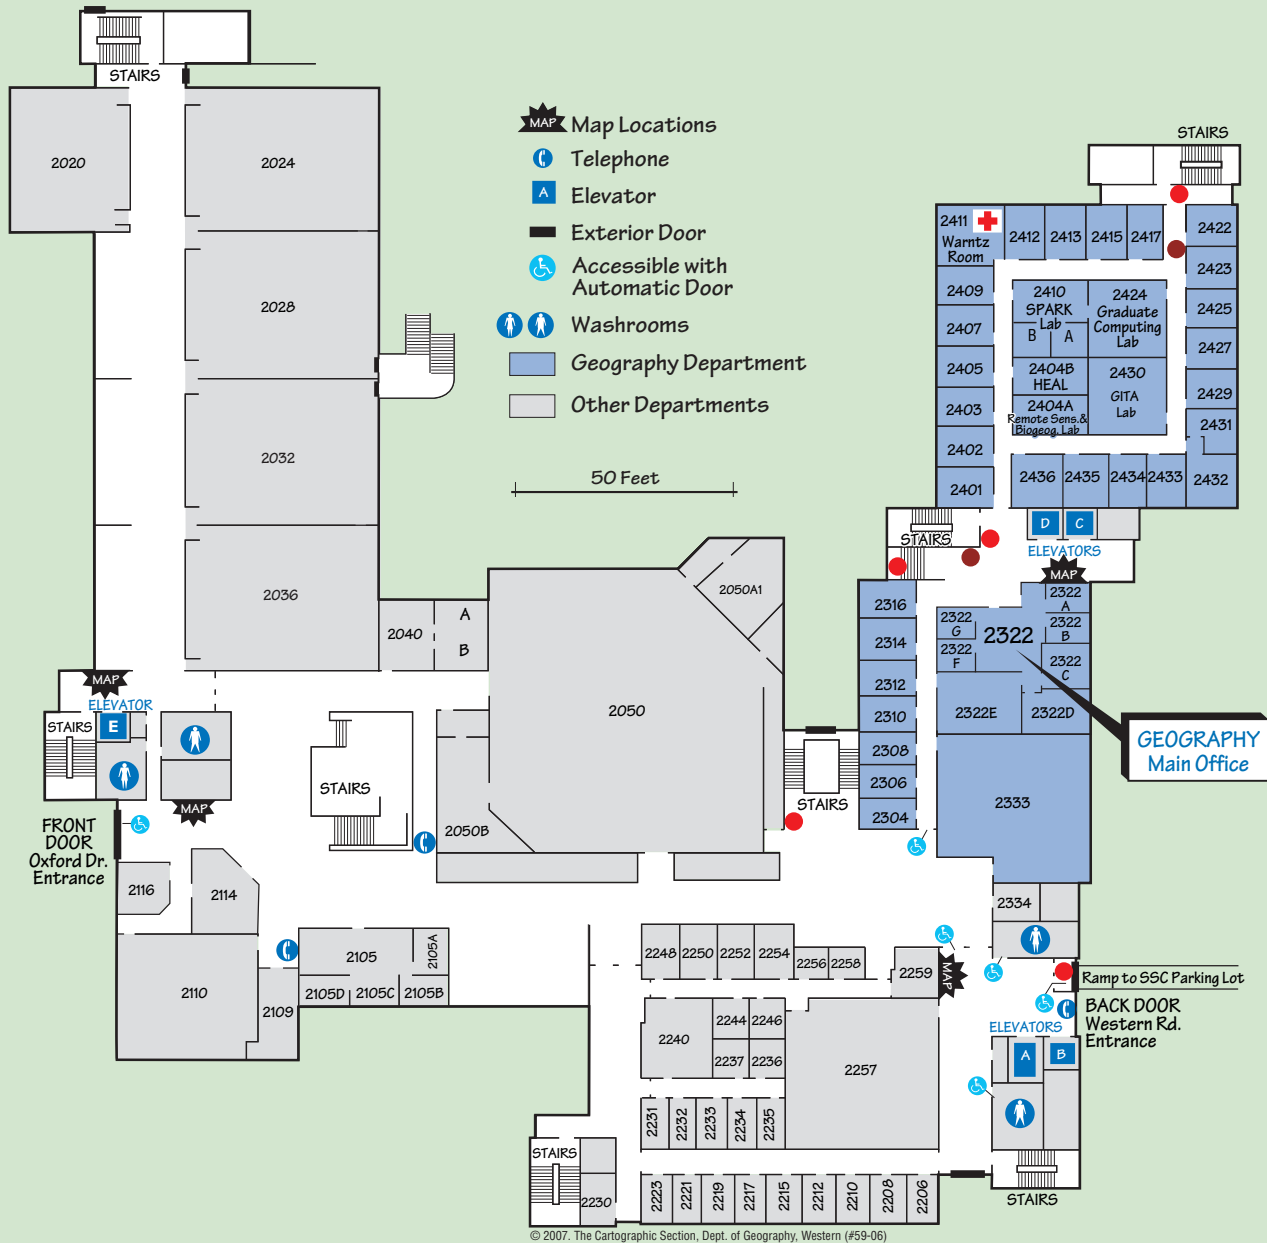 STAIRS
2020
2024
2028
2032
2036
2040
A
B
MAP Map Locations
Telephone
A Elevator
Exterior Door
Accessible with
Automatic Door
Washrooms
Geography Department
Other Departments
50 Feet
STAIRS
2411
Warntz
Room
2412
2413
2415
2417
2422
2423
2425
2427
2429
2431
2432
2409
2407
2405
2403
2402
2401
2410
SPARK
Lab
B
A
2424
Graduate
Computing
Lab
2404B
HEAL
2404A
Remote Sens.&
Biogeog. Lab
2430
GITA
Lab
2436
2435
2434
2433
STAIRS
D
C
ELEVATORS
MAP
2316
2314
2312
2310
2308
2306
2304
2322
G
2322
F
2322
2322
A
2322
B
2322
C
2322E
2322D
GEOGRAPHY
Main Office
2333
2334
2050A1
2050
2050B
STAIRS
MAP
ELEVATOR
STAIRS
E
MAP
STAIRS
FRONT
DOOR
Oxford Dr.
Entrance
2116
2114
2110
2109
2105
2105A
2105D
2105C
2105B
2248
2250
2252
2254
2256
2258
2259
MAP
Ramp to SSC Parking Lot
BACK DOOR
Western Rd.
Entrance
ELEVATORS
A
B
2240
2244
2246
2237
2236
2257
2231
2232
2233
2234
2235
STAIRS
2230
2223
2221
2219
2217
2215
2212
2210
2208
2206
STAIRS
© 2007. The Cartographic Section, Dept. of Geography, Western (#59-06)